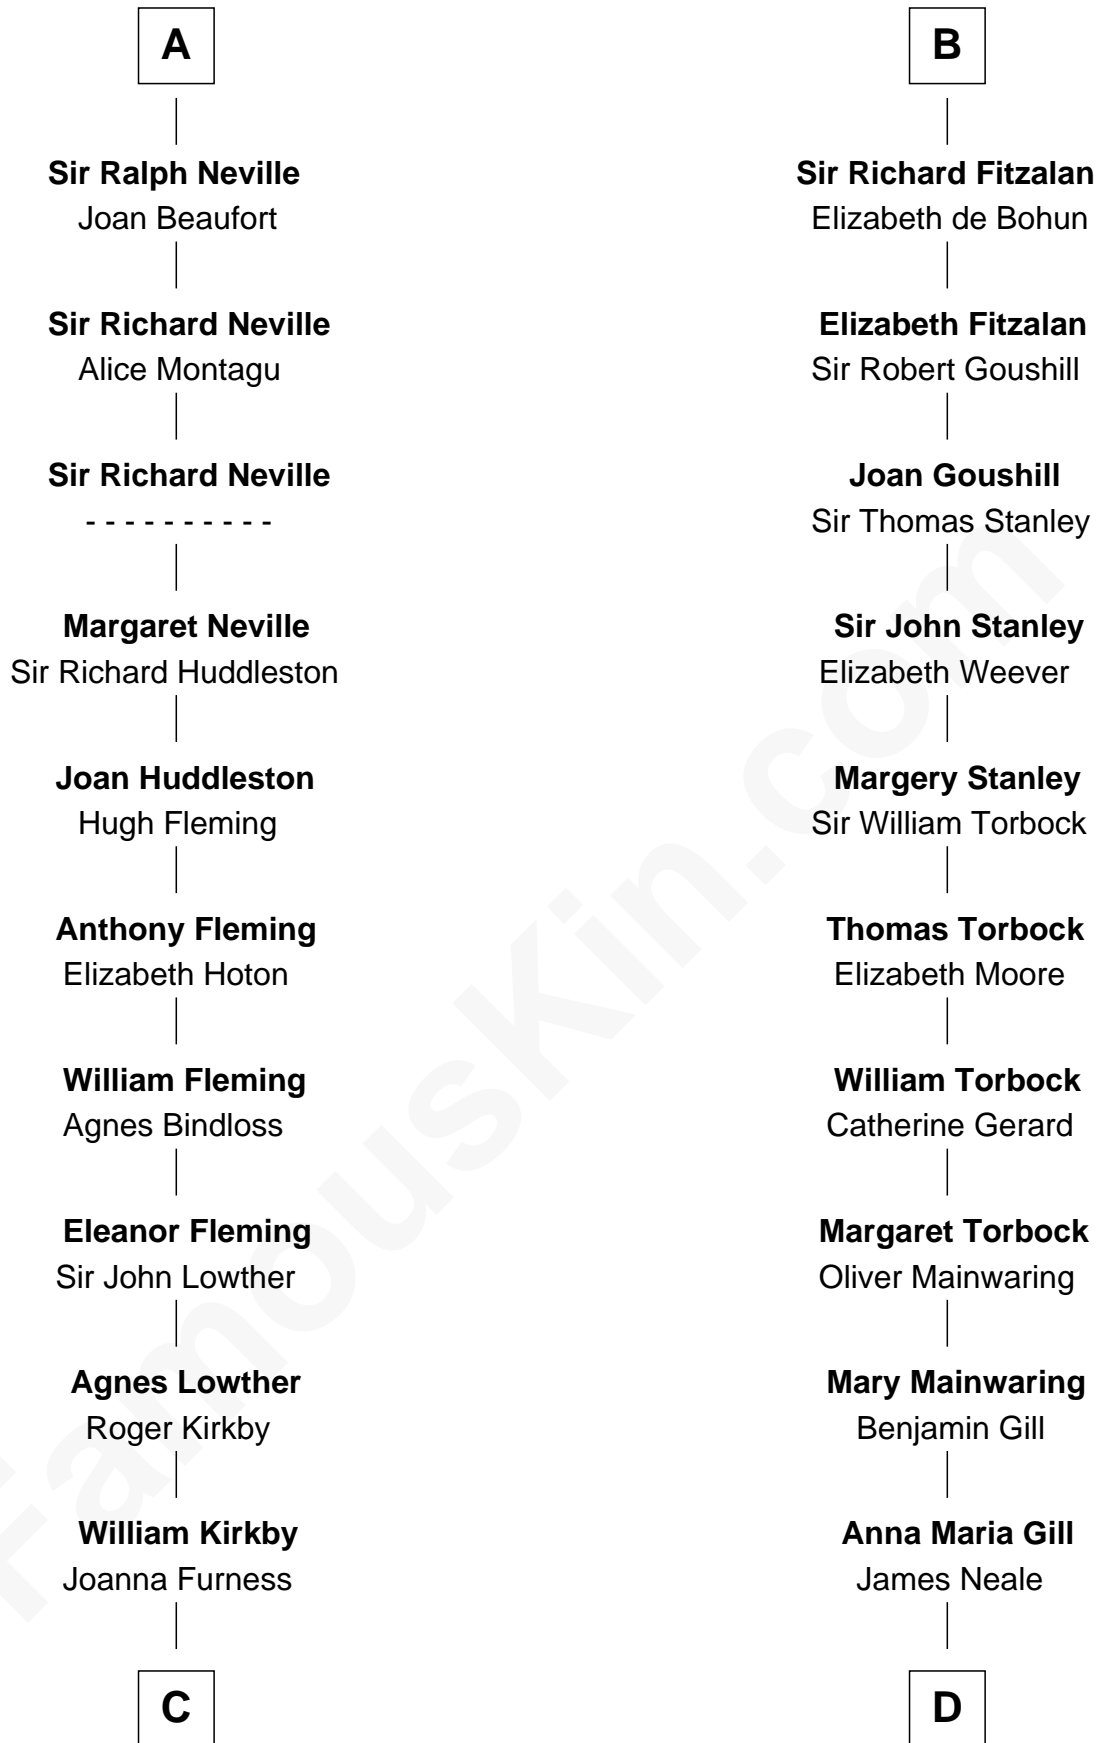 A
Sir Ralph Neville
Joan Beaufort
Sir Richard Neville
Alice Montagu
Sir Richard Neville
- - - - - - - - - -
Margaret Neville
Sir Richard Huddleston
Joan Huddleston
Hugh Fleming
Anthony Fleming
Elizabeth Hoton
William Fleming
Agnes Bindloss
Eleanor Fleming
Sir John Lowther
Agnes Lowther
Roger Kirkby
William Kirkby
Joanna Furness
C
B
Sir Richard Fitzalan
Elizabeth de Bohun
Elizabeth Fitzalan
Sir Robert Goushill
Joan Goushill
Sir Thomas Stanley
Sir John Stanley
Elizabeth Weever
Margery Stanley
Sir William Torbock
Thomas Torbock
Elizabeth Moore
William Torbock
Catherine Gerard
Margaret Torbock
Oliver Mainwaring
Mary Mainwaring
Benjamin Gill
Anna Maria Gill
James Neale
D
FamousKin.com